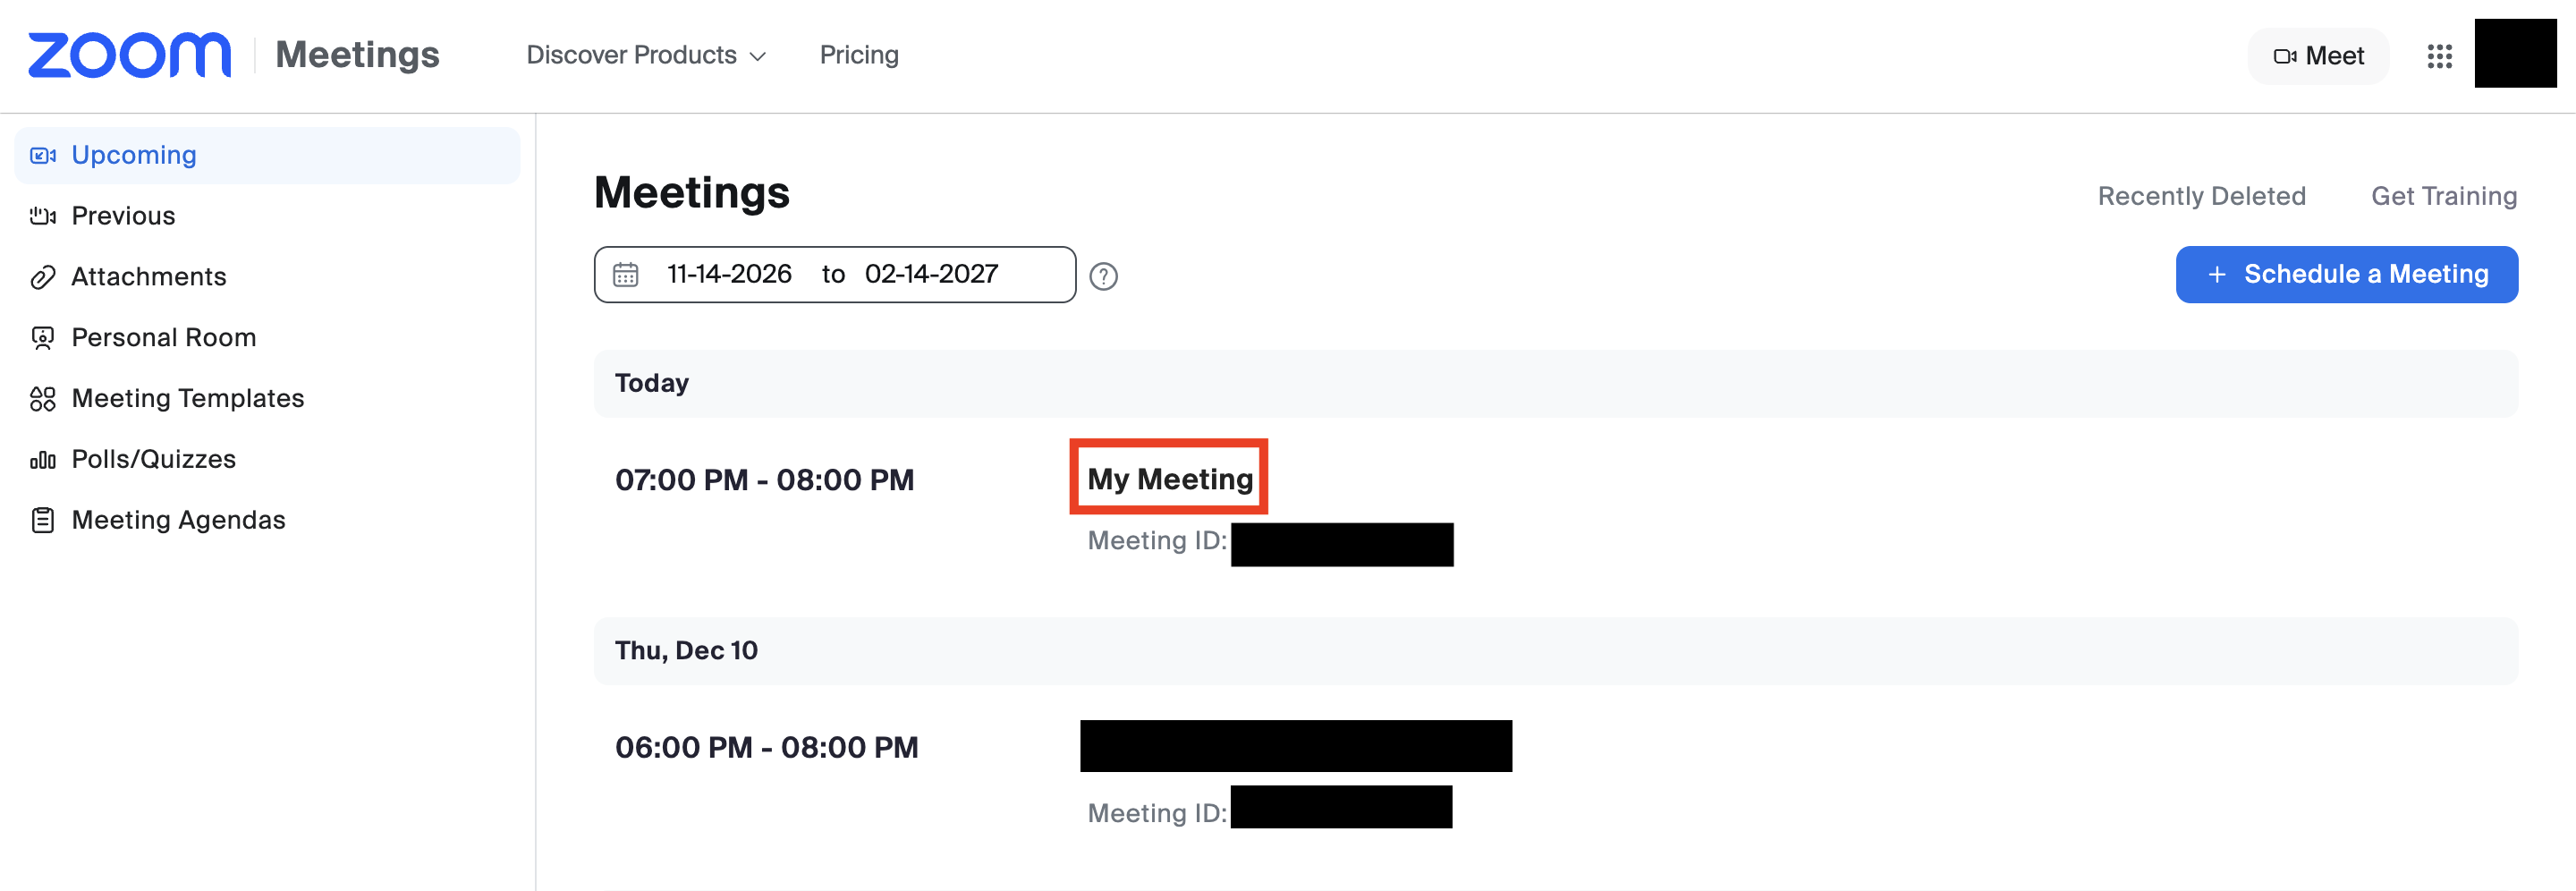 zoom Meetings Discover Products Pricing Meet
Upcoming
Previous
Attachments
Personal Room
Meeting Templates
Polls/Quizzes
Meeting Agendas
Meetings
Recently Deleted Get Training
11-14-2026 to 02-14-2027 ?
+ Schedule a Meeting
Today
07:00 PM - 08:00 PM My Meeting
Meeting ID:
Thu, Dec 10
06:00 PM - 08:00 PM
Meeting ID: